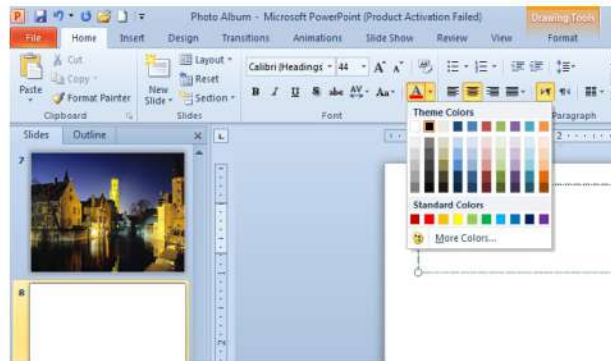 Photo Album - Microsoft PowerPoint (Product Activation Failed)
Drawing Tools
File Home Insert Design Transitions Animations Slide Show Review View Format
Paste
Cut
Copy
Format Painter
Clipboard
New
Slide
Layout
Reset
Section
Slides
Calibri (Headings 44 A A
B I U S abc AV Aa A
Font
Paragraph
Slides Outline
Theme Colors
Standard Colors
More Colors...
7
8
2